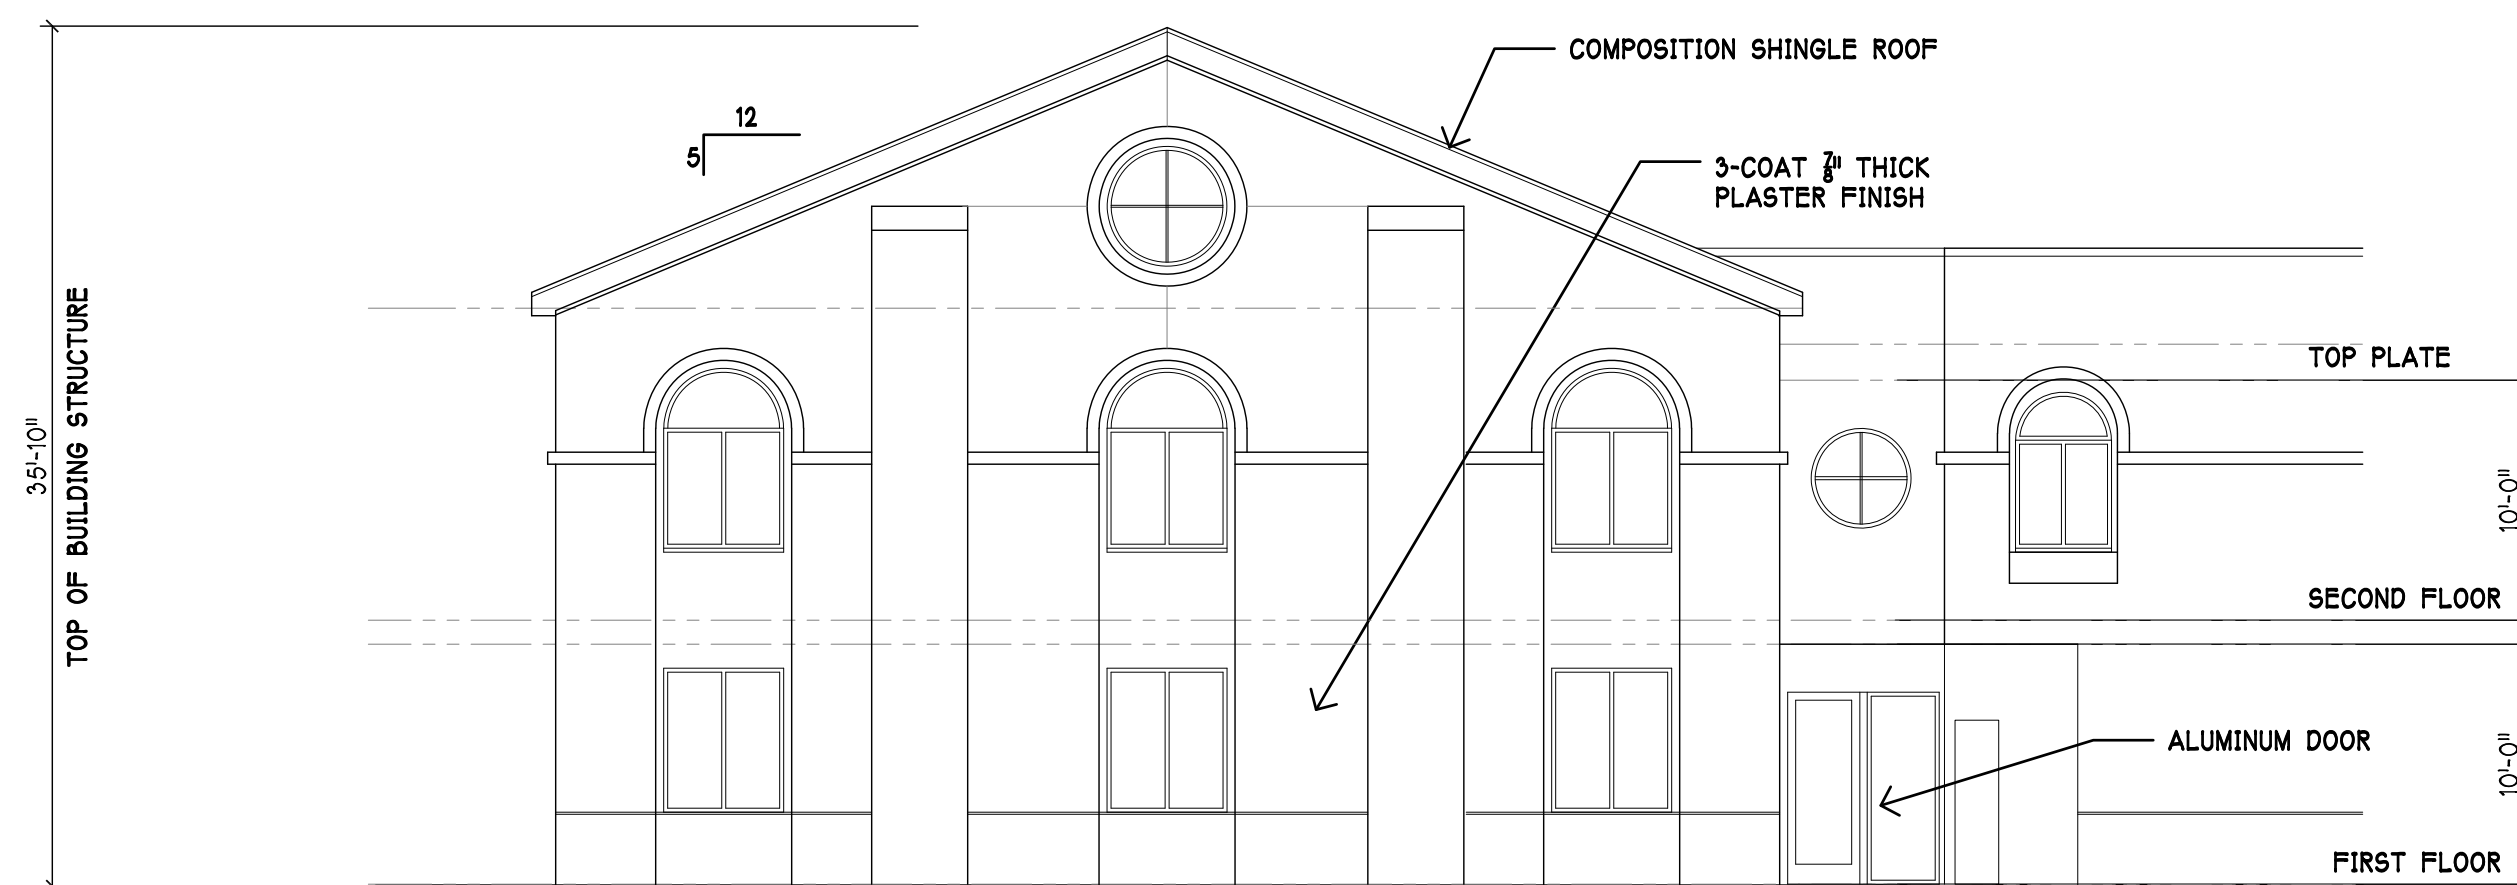 COMPOSITION SHINGLE ROOF
12
5
3-COAT 7/8" THICK
PLASTER FINISH
TOP OF BUILDING STRUCTURE
35'-10"
TOP PLATE
10'-0"
SECOND FLOOR
ALUMINUM DOOR
10'-0"
FIRST FLOOR